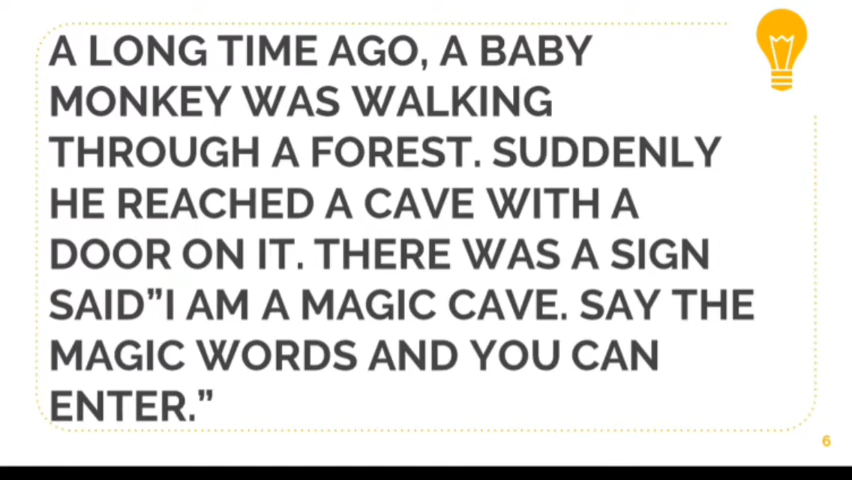 A LONG TIME AGO, A BABY
MONKEY WAS WALKING
THROUGH A FOREST. SUDDENLY
HE REACHED A CAVE WITH A
DOOR ON IT. THERE WAS A SIGN
SAID”I AM A MAGIC CAVE. SAY THE
MAGIC WORDS AND YOU CAN
ENTER.”
6